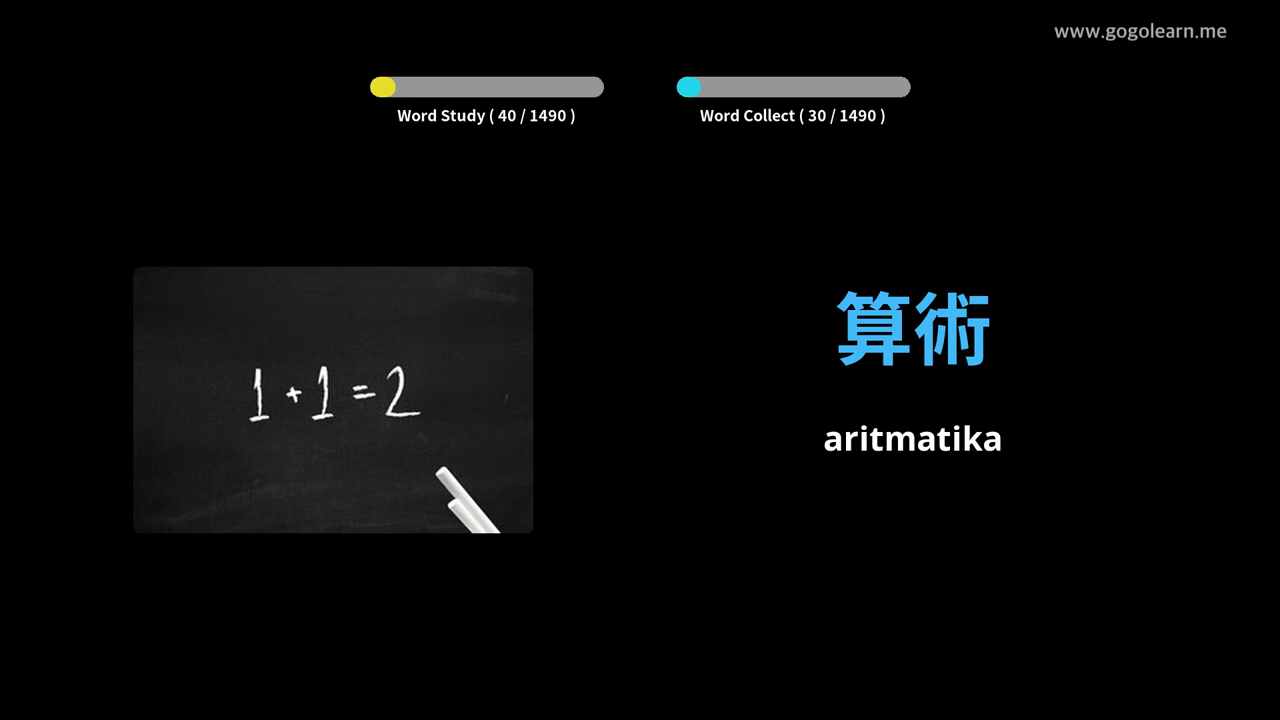 www.gogolearn.me
Word Study ( 40 / 1490 )
Word Collect ( 30 / 1490 )
1 + 1 = 2
算術
aritmatika